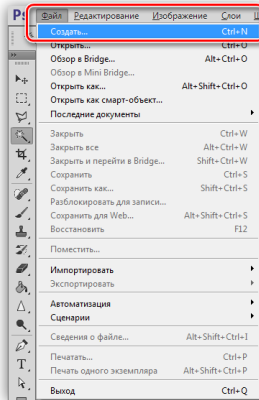 Ps Файл Редактирование Изображение Слои
Создать... Ctrl+N
Открыть... Ctrl+O
Обзор в Bridge... Alt+Ctrl+O
Обзор в Mini Bridge...
Открыть как... Alt+Shift+Ctrl+O
Открыть как смарт-объект...
Последние документы
Закрыть Ctrl+W
Закрыть все Alt+Ctrl+W
Закрыть и перейти в Bridge... Shift+Ctrl+W
Сохранить Ctrl+S
Сохранить как... Shift+Ctrl+S
Разблокировать для записи...
Сохранить для Web... Alt+Shift+Ctrl+S
Восстановить F12
Поместить...
Импортировать
Экспортировать
Автоматизация
Сценарии
Сведения о файле... Alt+Shift+Ctrl+I
Печатать... Ctrl+P
Печать одного экземпляра Alt+Shift+Ctrl+P
Выход Ctrl+Q